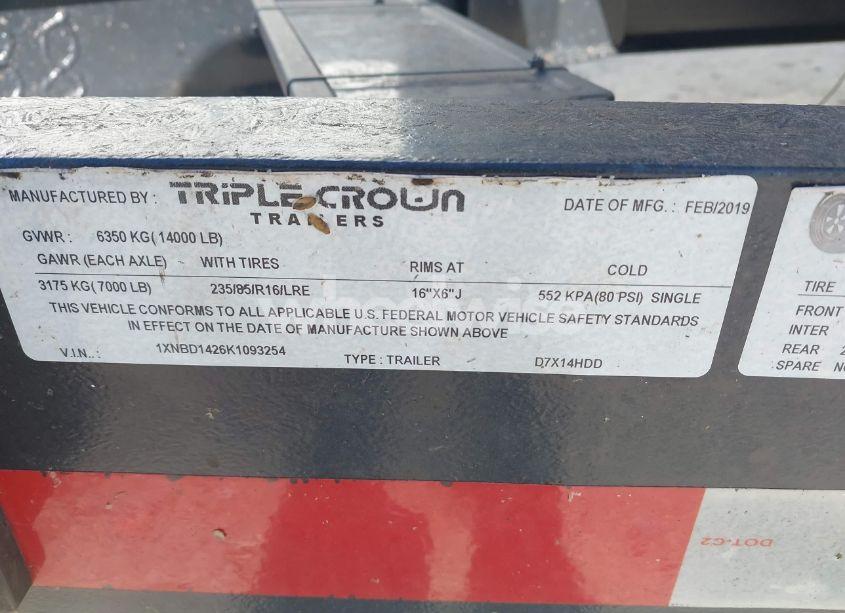 MANUFACTURED BY : TRIPLE CROWN
TRAILERS
DATE OF MFG. : FEB/2019
GVWR : 6350 KG( 14000 LB)
GAWR (EACH AXLE) WITH TIRES RIMS AT COLD
3175 KG( 7000 LB) 235/85/R16/LRE 16"X6"J 552 KPA(80 PSI) SINGLE
THIS VEHICLE CONFORMS TO ALL APPLICABLE U.S. FEDERAL MOTOR VEHICLE SAFETY STANDARDS
IN EFFECT ON THE DATE OF MANUFACTURE SHOWN ABOVE
V.I.N..: 1XNBD1426K1093254 TYPE : TRAILER D7X14HDD
TIRE
FRONT
INTER
REAR 2
SPARE
DOT-C2